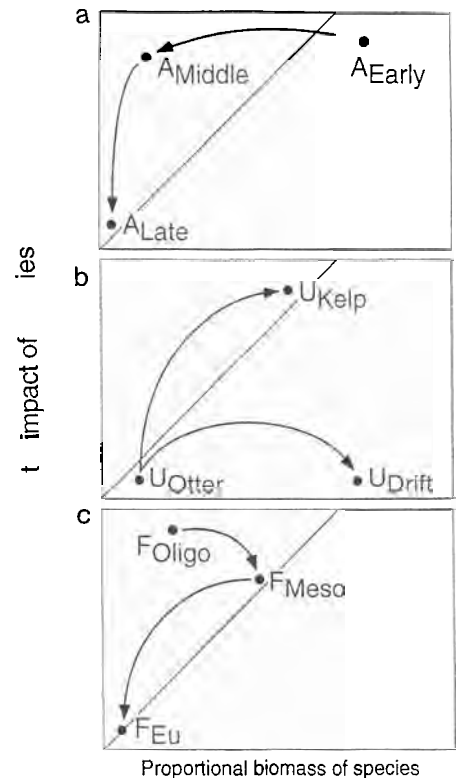 a
AMiddle
AEarly
ALate
t impact of ies
b
UKelp
UOtter
UDrift
c
FOligo
FMeso
FEu
Proportional biomass of species